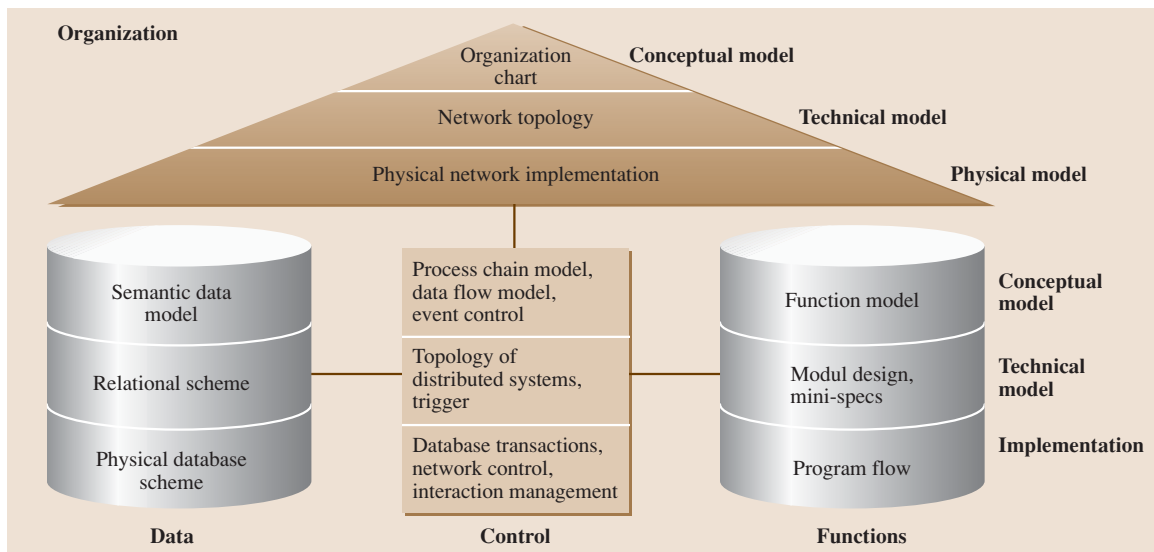 Organization
Organization
chart
Conceptual model
Network topology
Technical model
Physical network implementation
Physical model
Semantic data
model
Relational scheme
Physical database
scheme
Data
Process chain model,
data flow model,
event control
Topology of
distributed systems,
trigger
Database transactions,
network control,
interaction management
Control
Function model
Modul design,
mini-specs
Program flow
Functions
Conceptual
model
Technical
model
Implementation